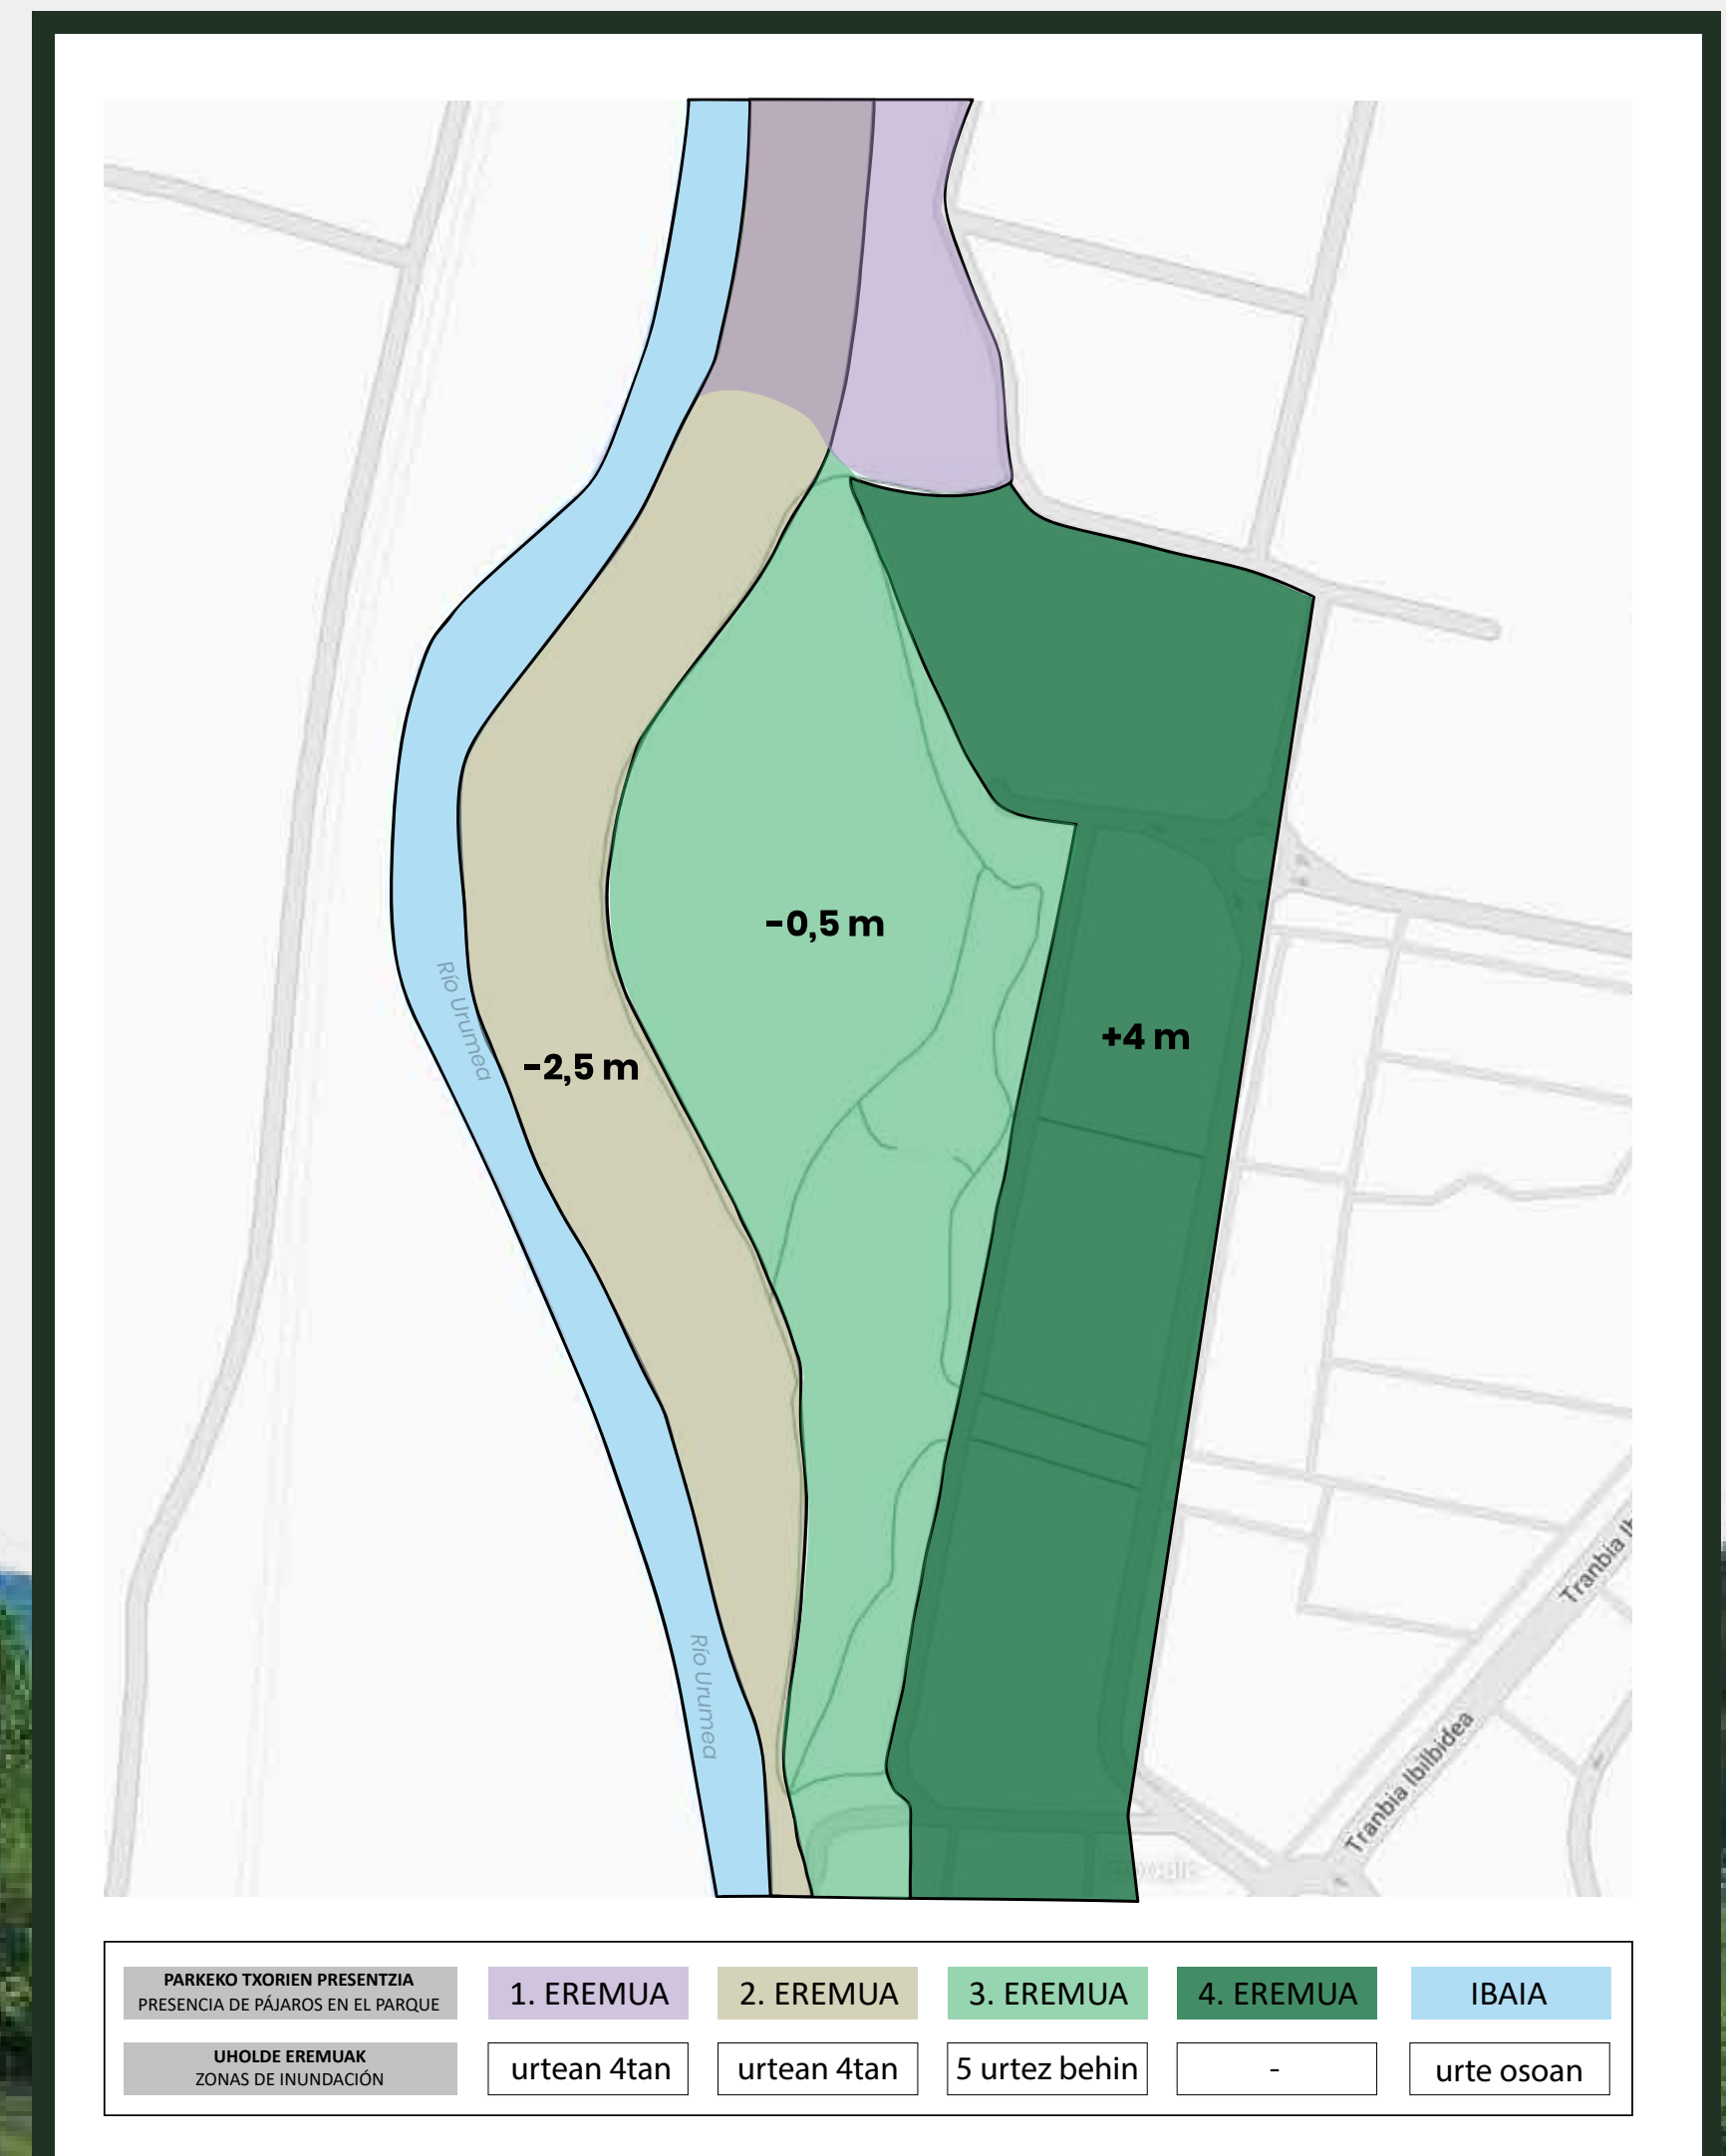 -0,5 m
+4 m
Río Urumea
-2,5 m
Río Urumea
Tranbia Ibilbidea
PARKEKO TXORIEN PRESENTZIA
PRESENCIA DE PÁJAROS EN EL PARQUE
1. EREMUA
2. EREMUA
3. EREMUA
4. EREMUA
IBAIA
UHOLDE EREMUAK
ZONAS DE INUNDACIÓN
urtean 4tan
urtean 4tan
5 urtez behin
-
urte osoan